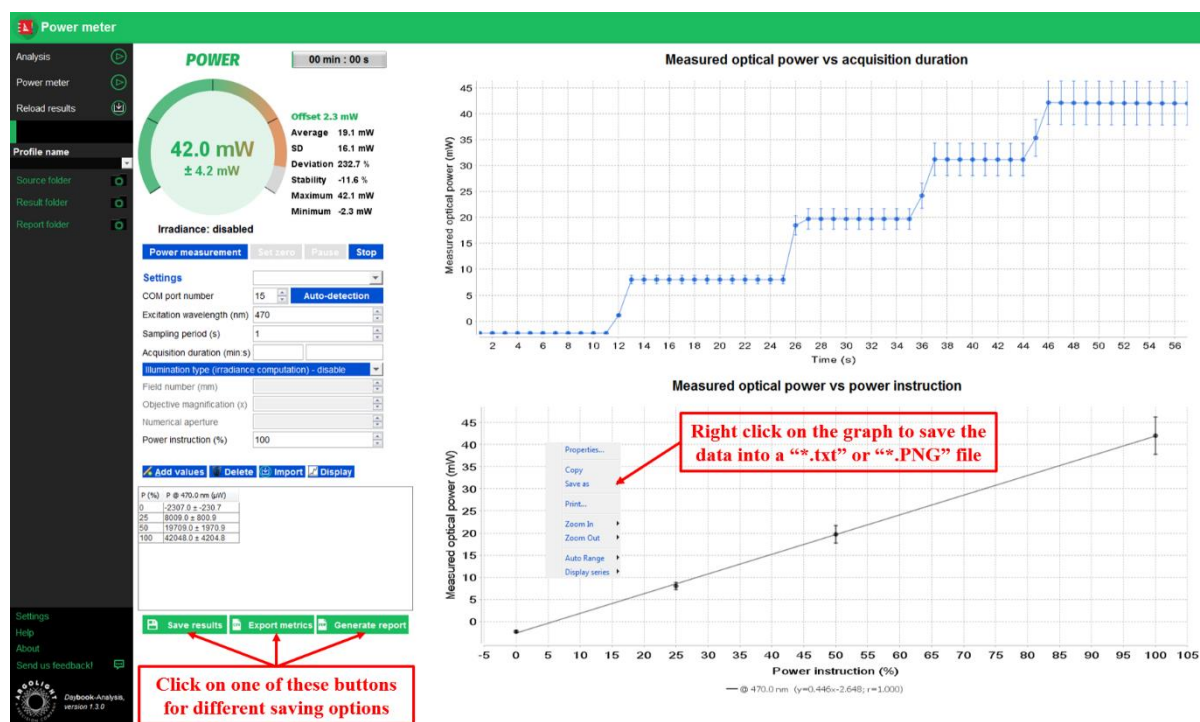 Power meter
Analysis
Power meter
Reload results
Profile name
Source folder
Result folder
Report folder
Settings
Help
About
Send us feedback!
ARGOLIGHT
Daybook-Analysis,
version 1.3.0
POWER
00 min : 00 s
42.0 mW
± 4.2 mW
Offset 2.3 mW
Average 19.1 mW
SD 16.1 mW
Deviation 232.7 %
Stability -11.6 %
Maximum 42.1 mW
Minimum -2.3 mW
Irradiance: disabled
Power measurement Set zero Pause Stop
Settings
COM port number 15 Auto-detection
Excitation wavelength (nm) 470
Sampling period (s) 1
Acquisition duration (min:s)
Illumination type (irradiance computation) - disable
Field number (mm)
Objective magnification (x)
Numerical aperture
Power instruction (%) 100
Add values Delete Import Display
P (%) P @ 470.0 nm (µW)
0 -2307.0 ± -230.7
25 8009.0 ± 800.9
50 19709.0 ± 1970.9
100 42048.0 ± 4204.8
Save results Export metrics Generate report
Click on one of these buttons
for different saving options
Measured optical power vs acquisition duration
Measured optical power (mW)
45
40
35
30
25
20
15
10
5
0
2 4 6 8 10 12 14 16 18 20 22 24 26 28 30 32 34 36 38 40 42 44 46 48 50 52 54 56
Time (s)
Measured optical power vs power instruction
Measured optical power (mW)
45
40
35
30
25
20
15
10
5
0
Properties...
Copy
Save as
Print...
Zoom In
Zoom Out
Auto Range
Display series
Right click on the graph to save the
data into a “*.txt” or “*.PNG” file
-5 0 5 10 15 20 25 30 35 40 45 50 55 60 65 70 75 80 85 90 95 100 105
Power instruction (%)
@ 470.0 nm (y=0.446x-2.648; r=1.000)